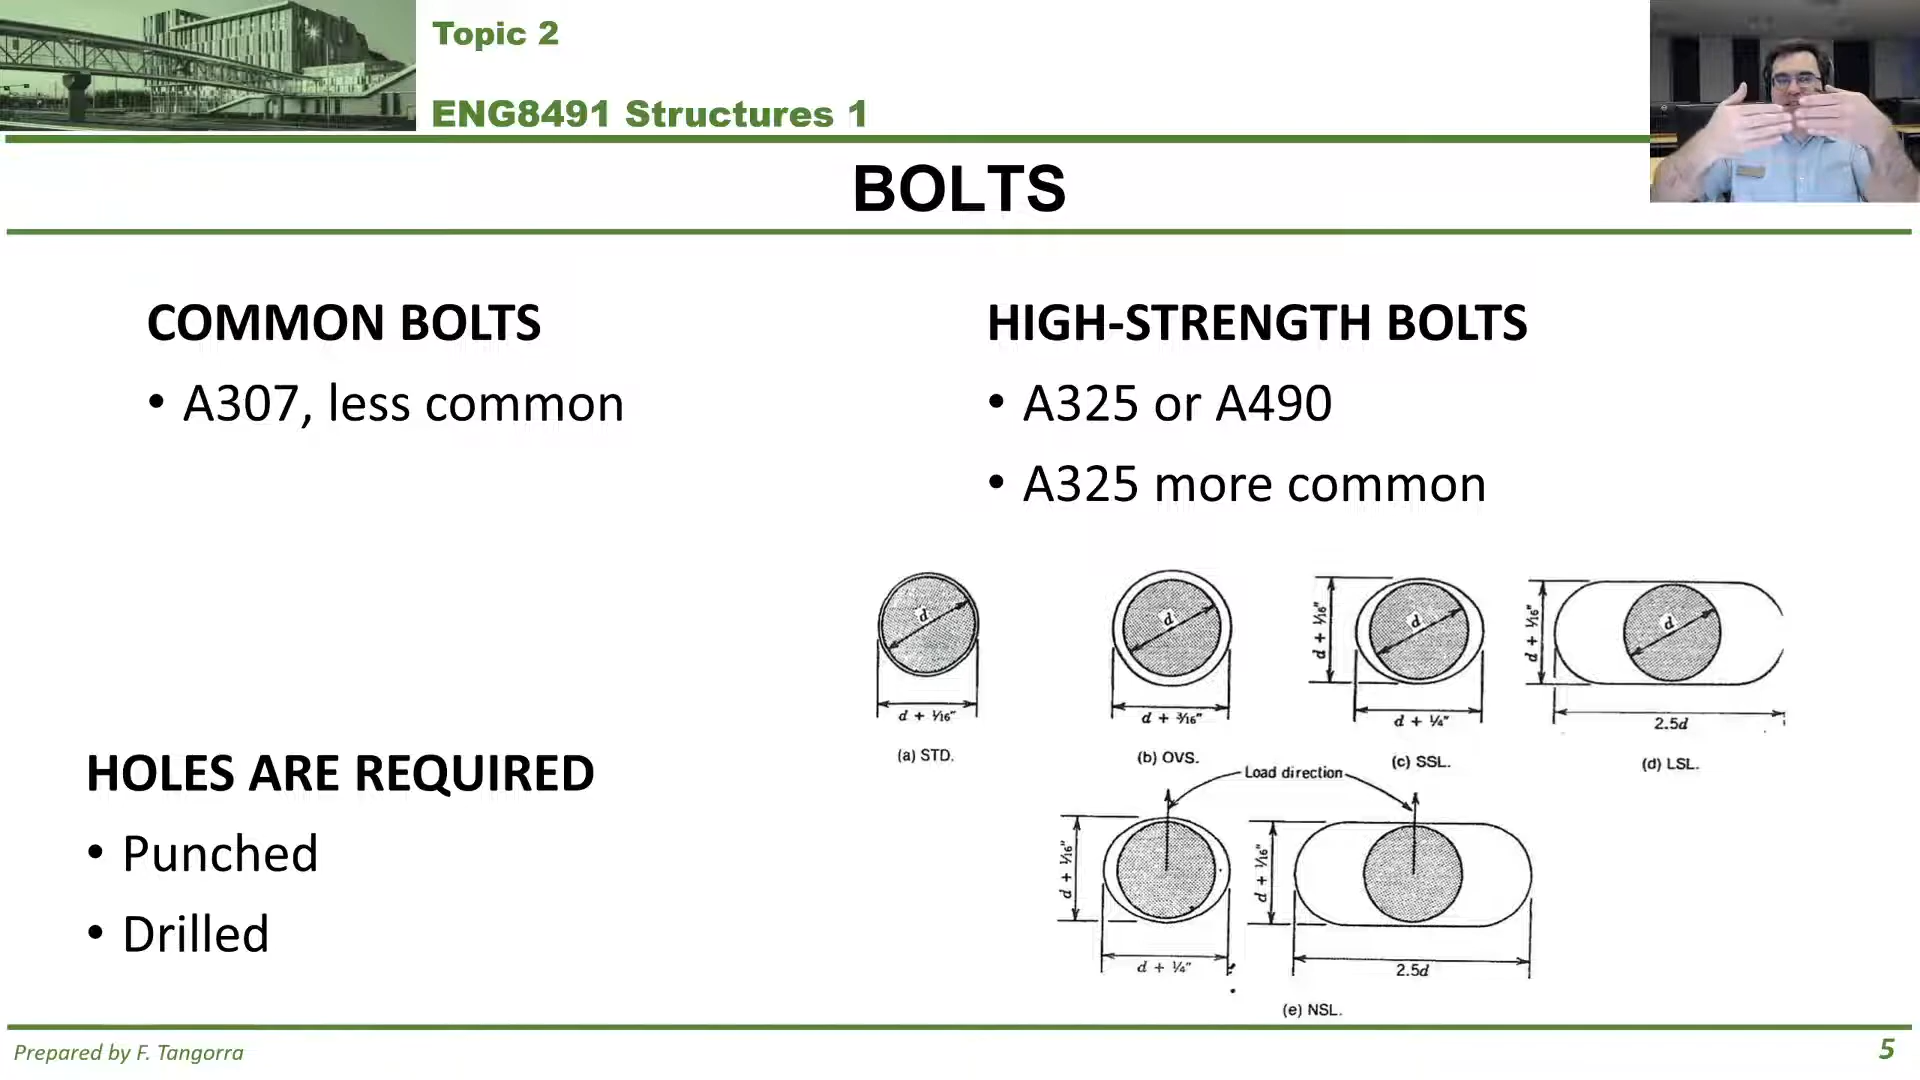 Topic 2
ENG8491 Structures 1
BOLTS
COMMON BOLTS
• A307, less common
HIGH-STRENGTH BOLTS
• A325 or A490
• A325 more common
d
d + 1/16"
(a) STD.
d
d + 3/16"
(b) OVS.
d
d + 1/16"
d + 1/4"
(c) SSL.
d
d + 1/16"
2.5d
(d) LSL.
HOLES ARE REQUIRED
• Punched
• Drilled
Load direction
d + 1/16"
d + 1/4"
d + 1/16"
2.5d
(e) NSL.
Prepared by F. Tangorra
5